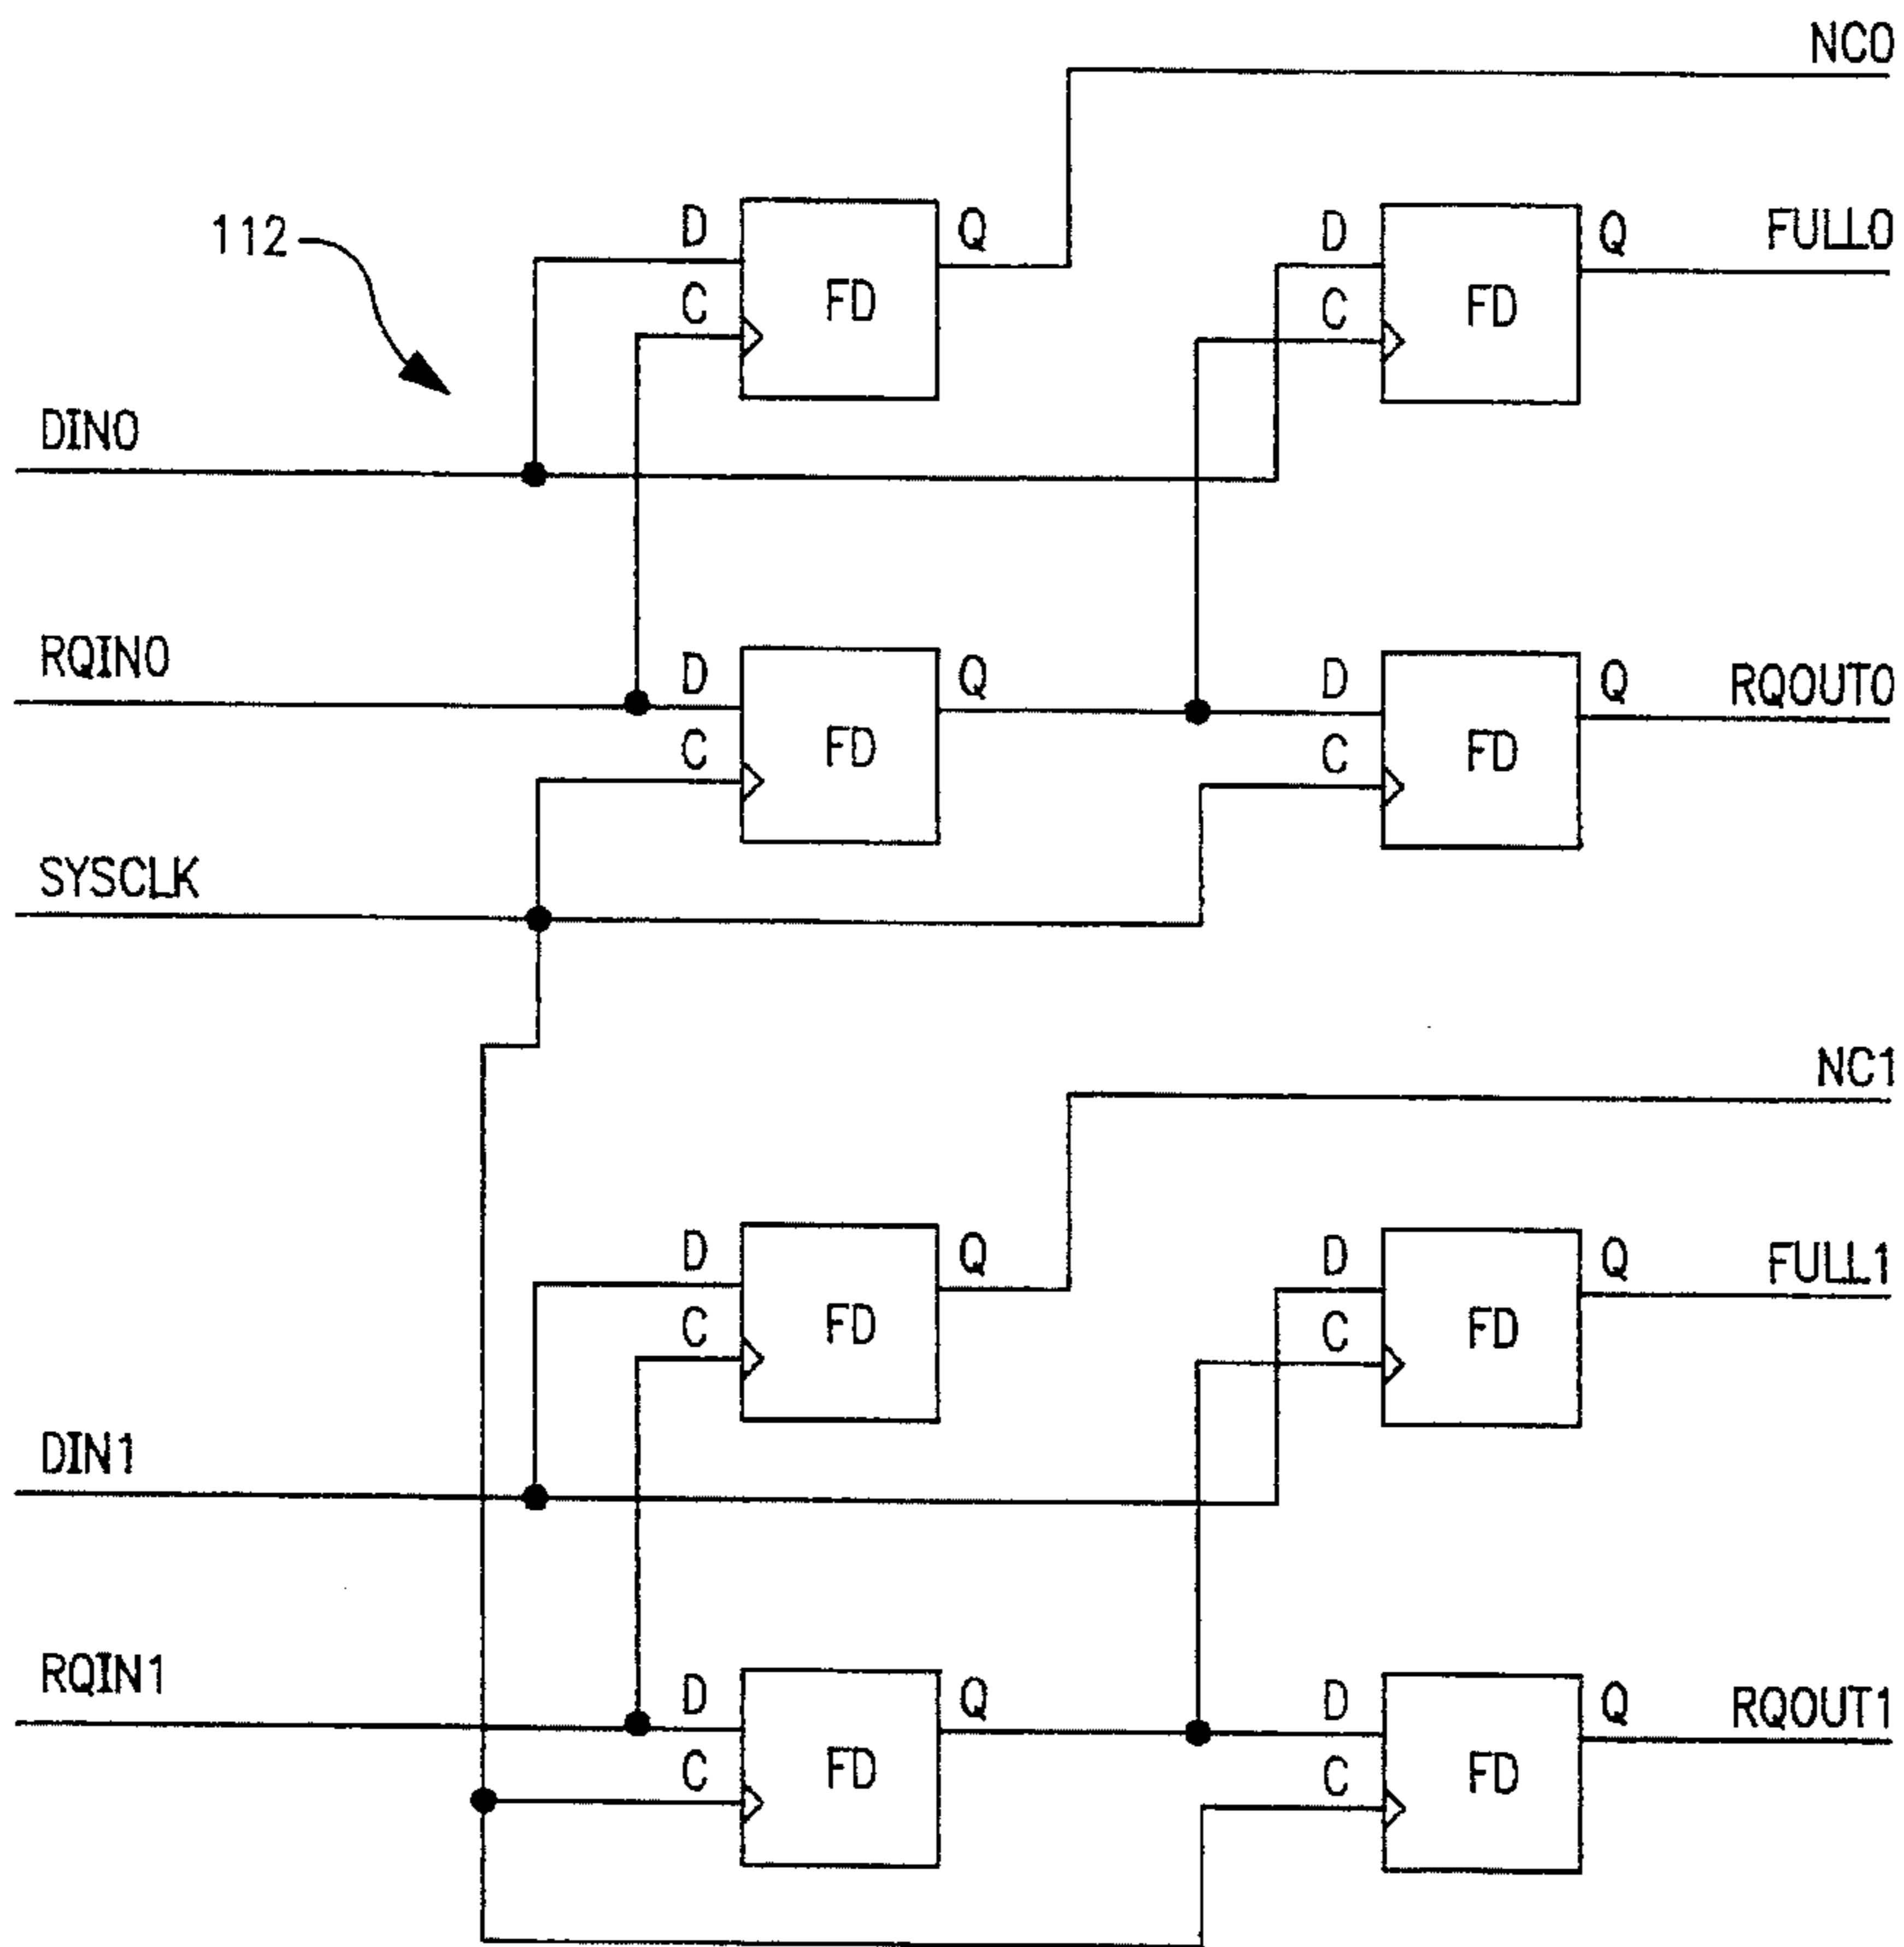 NC0
112
D
Q
D
Q
FULL0
C
FD
C
FD
DIN0
RQIN0
D
Q
D
Q
RQOUT0
C
FD
C
FD
SYSCLK
NC1
D
Q
D
Q
FULL1
C
FD
C
FD
DIN1
RQIN1
D
Q
D
Q
RQOUT1
C
FD
C
FD